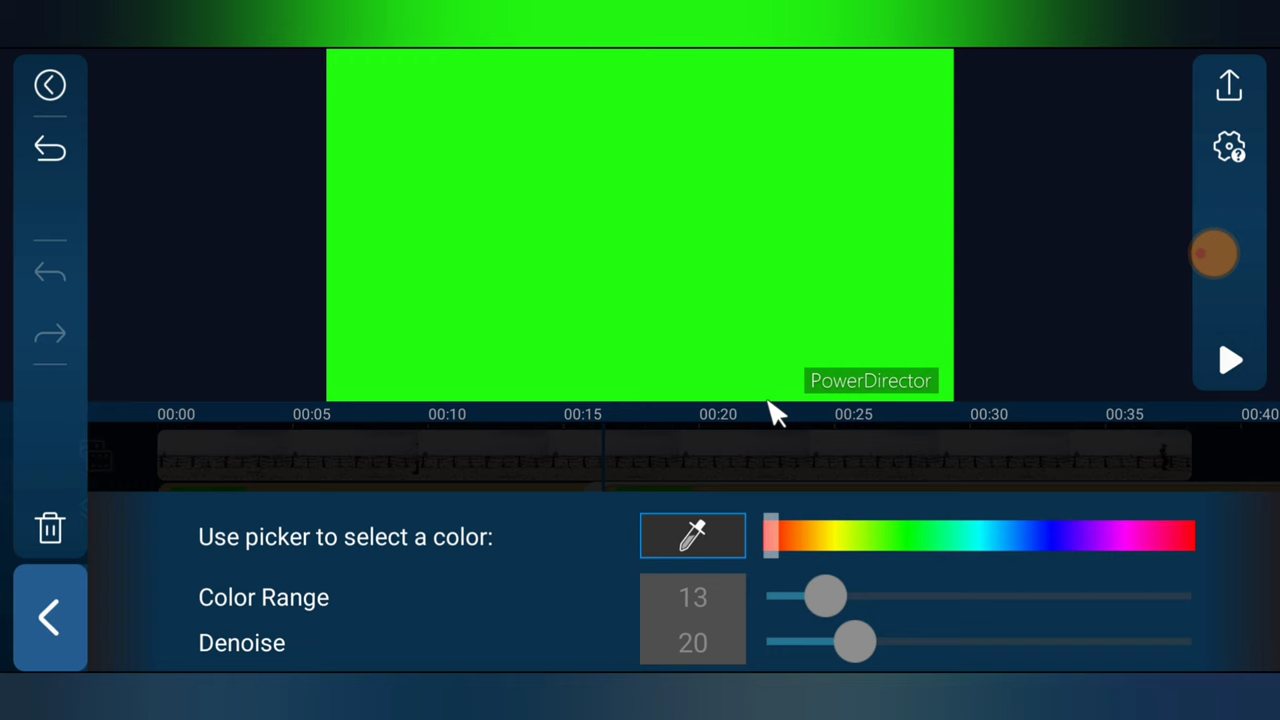 PowerDirector
00:00 00:05 00:10 00:15 00:20 00:25 00:30 00:35 00:40
Use picker to select a color:
Color Range 13
Denoise 20